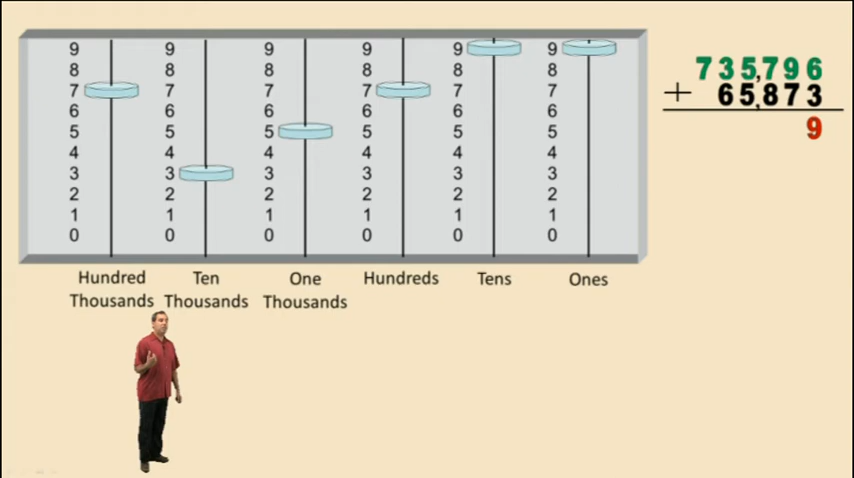 9 9 9 9 9 9
8 8 8 8 8 8
7 7 7 7 7 7
6 6 6 6 6 6
5 5 5 5 5 5
4 4 4 4 4 4
3 3 3 3 3 3
2 2 2 2 2 2
1 1 1 1 1 1
0 0 0 0 0 0
Hundred Thousands
Ten Thousands
One Thousands
Hundreds
Tens
Ones
735,796
+ 65,873
9